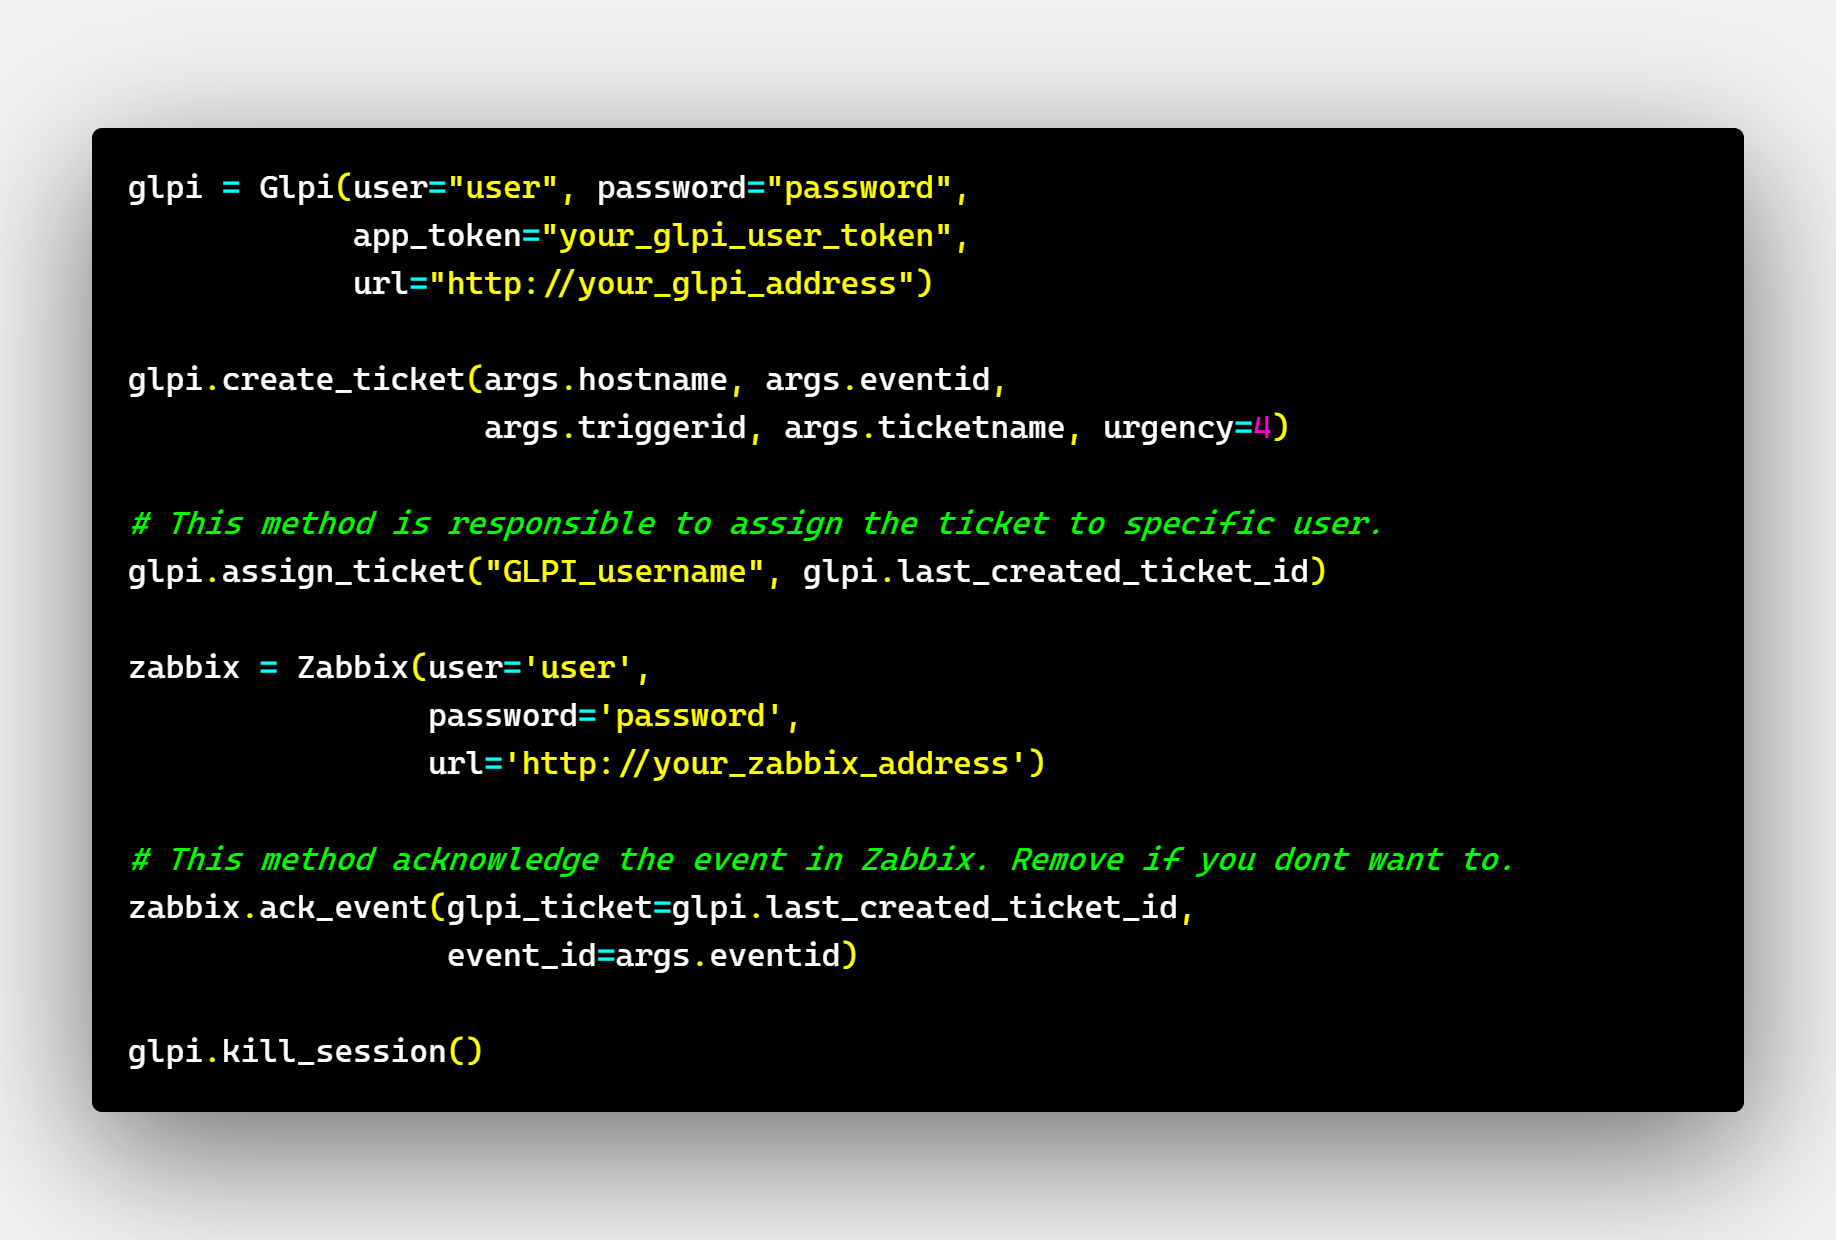 glpi = Glpi(user="user", password="password",
            app_token="your_glpi_user_token",
            url="http://your_glpi_address")
glpi.create_ticket(args.hostname, args.eventid,
                   args.triggerid, args.ticketname, urgency=4)
# This method is responsible to assign the ticket to specific user.
glpi.assign_ticket("GLPI_username", glpi.last_created_ticket_id)
zabbix = Zabbix(user='user',
                password='password',
                url='http://your_zabbix_address')
# This method acknowledge the event in Zabbix. Remove if you dont want to.
zabbix.ack_event(glpi_ticket=glpi.last_created_ticket_id,
                 event_id=args.eventid)
glpi.kill_session()